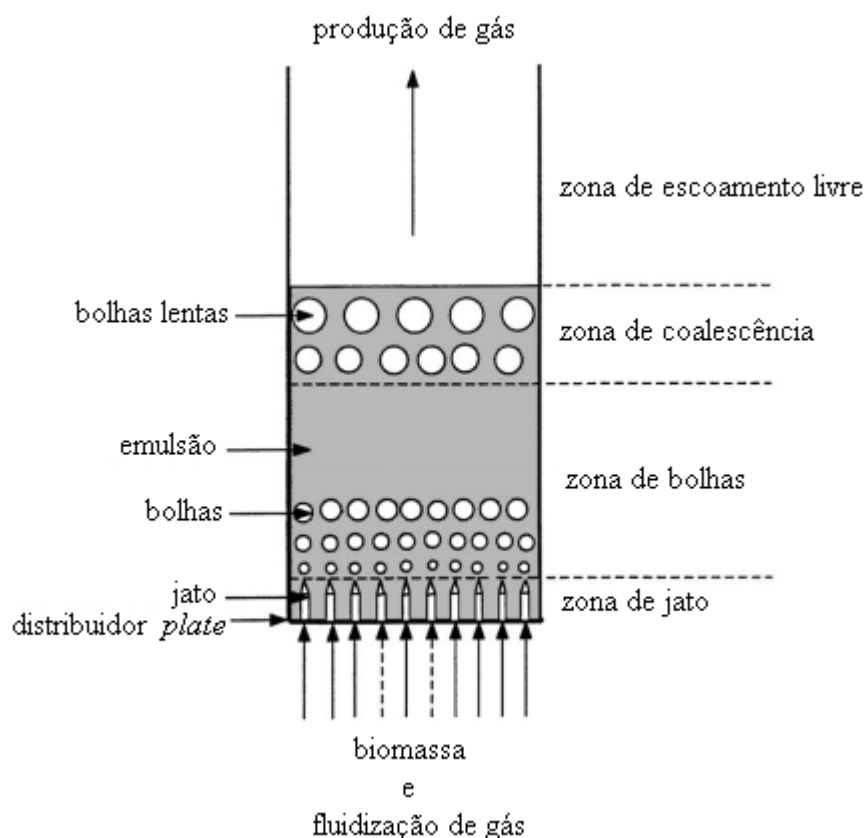 produção de gás
zona de escoamento livre
bolhas lentas
zona de coalescência
emulsão
zona de bolhas
bolhas
jato
zona de jato
distribuidor plate
biomassa
e
fluidização de gás